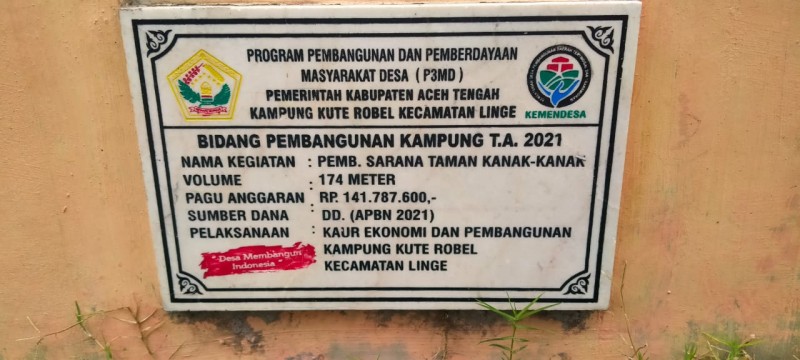 PROGRAM PEMBANGUNAN DAN PEMBERDAYAAN
MASYARAKAT DESA ( P3MD )
PEMERINTAH KABUPATEN ACEH TENGAH
KAMPUNG KUTE ROBEL KECAMATAN LINGE
KEMENDESA
BIDANG PEMBANGUNAN KAMPUNG T.A. 2021
NAMA KEGIATAN : PEMB. SARANA TAMAN KANAK-KANAK
VOLUME : 174 METER
PAGU ANGGARAN : RP. 141.787.600,-
SUMBER DANA : DD. (APBN 2021)
PELAKSANAAN : KAUR EKONOMI DAN PEMBANGUNAN
KAMPUNG KUTE ROBEL
KECAMATAN LINGE
"Desa Membangun
Indonesia"